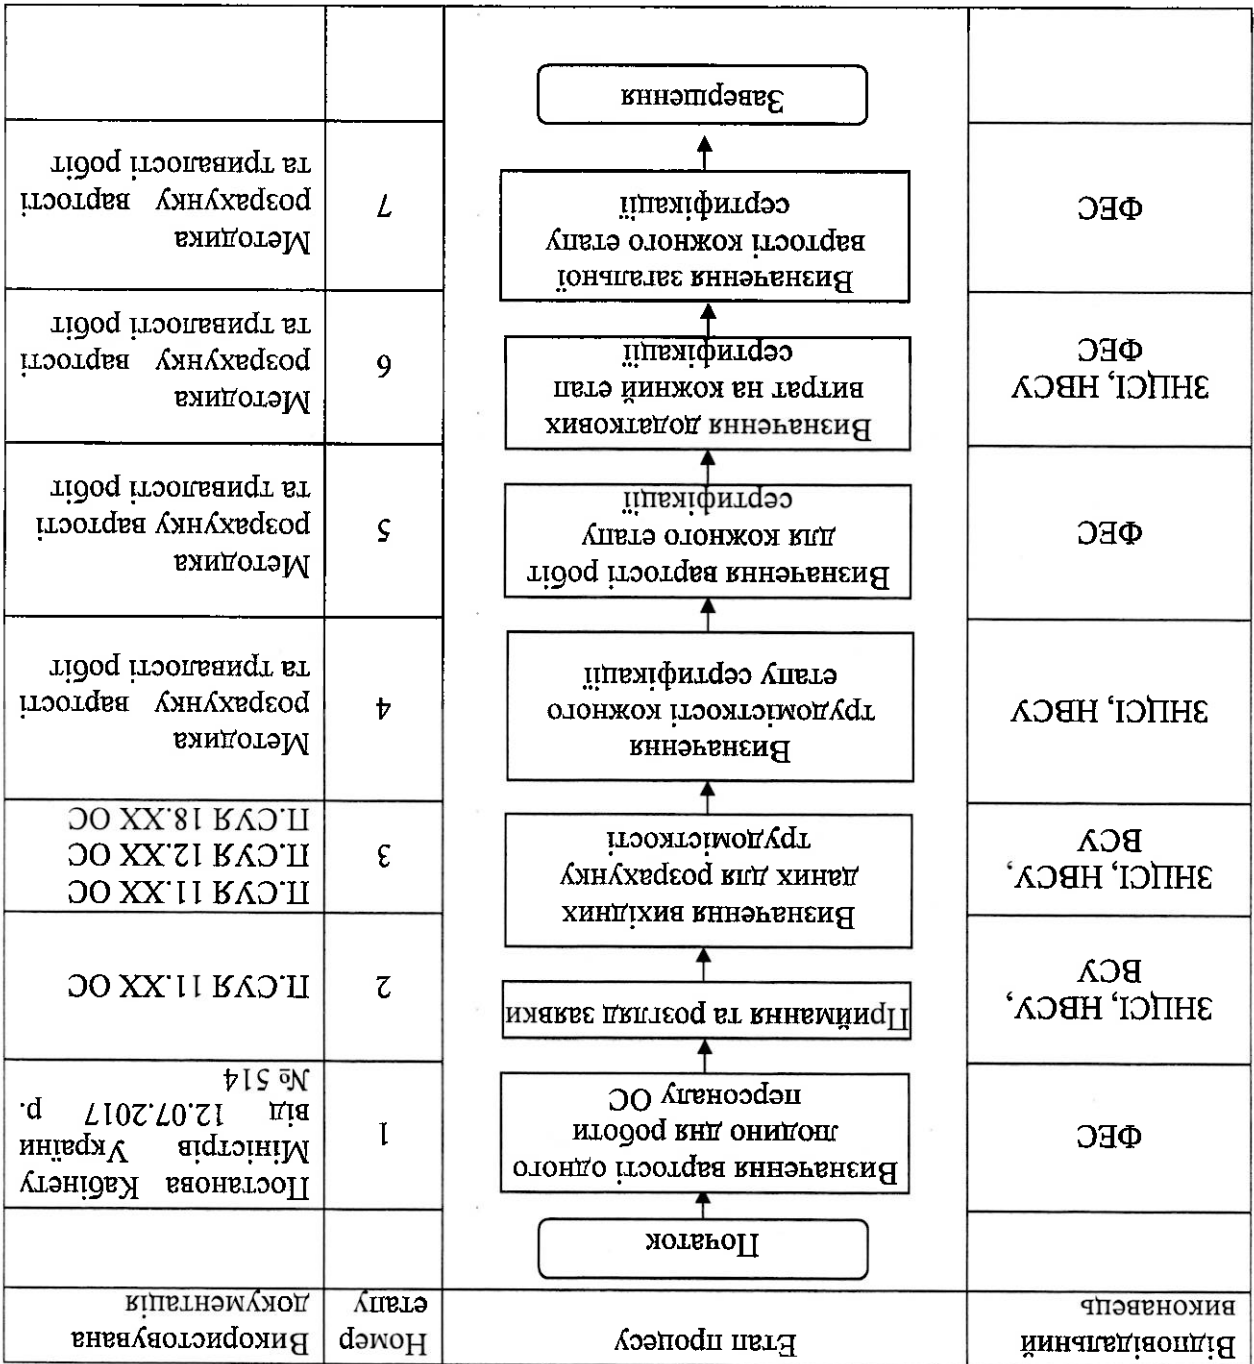 Відповідальний
виконавець
Етап процесу
Номер
етапу
Використовувана
документація
Початок
ФЕС
Визначення вартості одного
людино дня роботи
персоналу ОС
1
Постанова Кабінету
Міністрів України
від 12.07.2017 р.
№ 514
ЗНЦСІ, НВСУ,
ВСУ
Приймання та розгляд заявки
2
П.СУЯ 11.ХХ ОС
ЗНЦСІ, НВСУ,
ВСУ
Визначення вихідних
даних для розрахунку
трудомісткості
3
П.СУЯ 11.ХХ ОС
П.СУЯ 12.ХХ ОС
П.СУЯ 18.ХХ ОС
ЗНЦСІ, НВСУ
Визначення
трудомісткості кожного
етапу сертифікації
4
Методика
розрахунку вартості
та тривалості робіт
ФЕС
Визначення вартості робіт
для кожного етапу
сертифікації
5
Методика
розрахунку вартості
та тривалості робіт
ЗНЦСІ, НВСУ
ФЕС
Визначення додаткових
витрат на кожний етап
сертифікації
6
Методика
розрахунку вартості
та тривалості робіт
ФЕС
Визначення загальної
вартості кожного етапу
сертифікації
7
Методика
розрахунку вартості
та тривалості робіт
Завершення